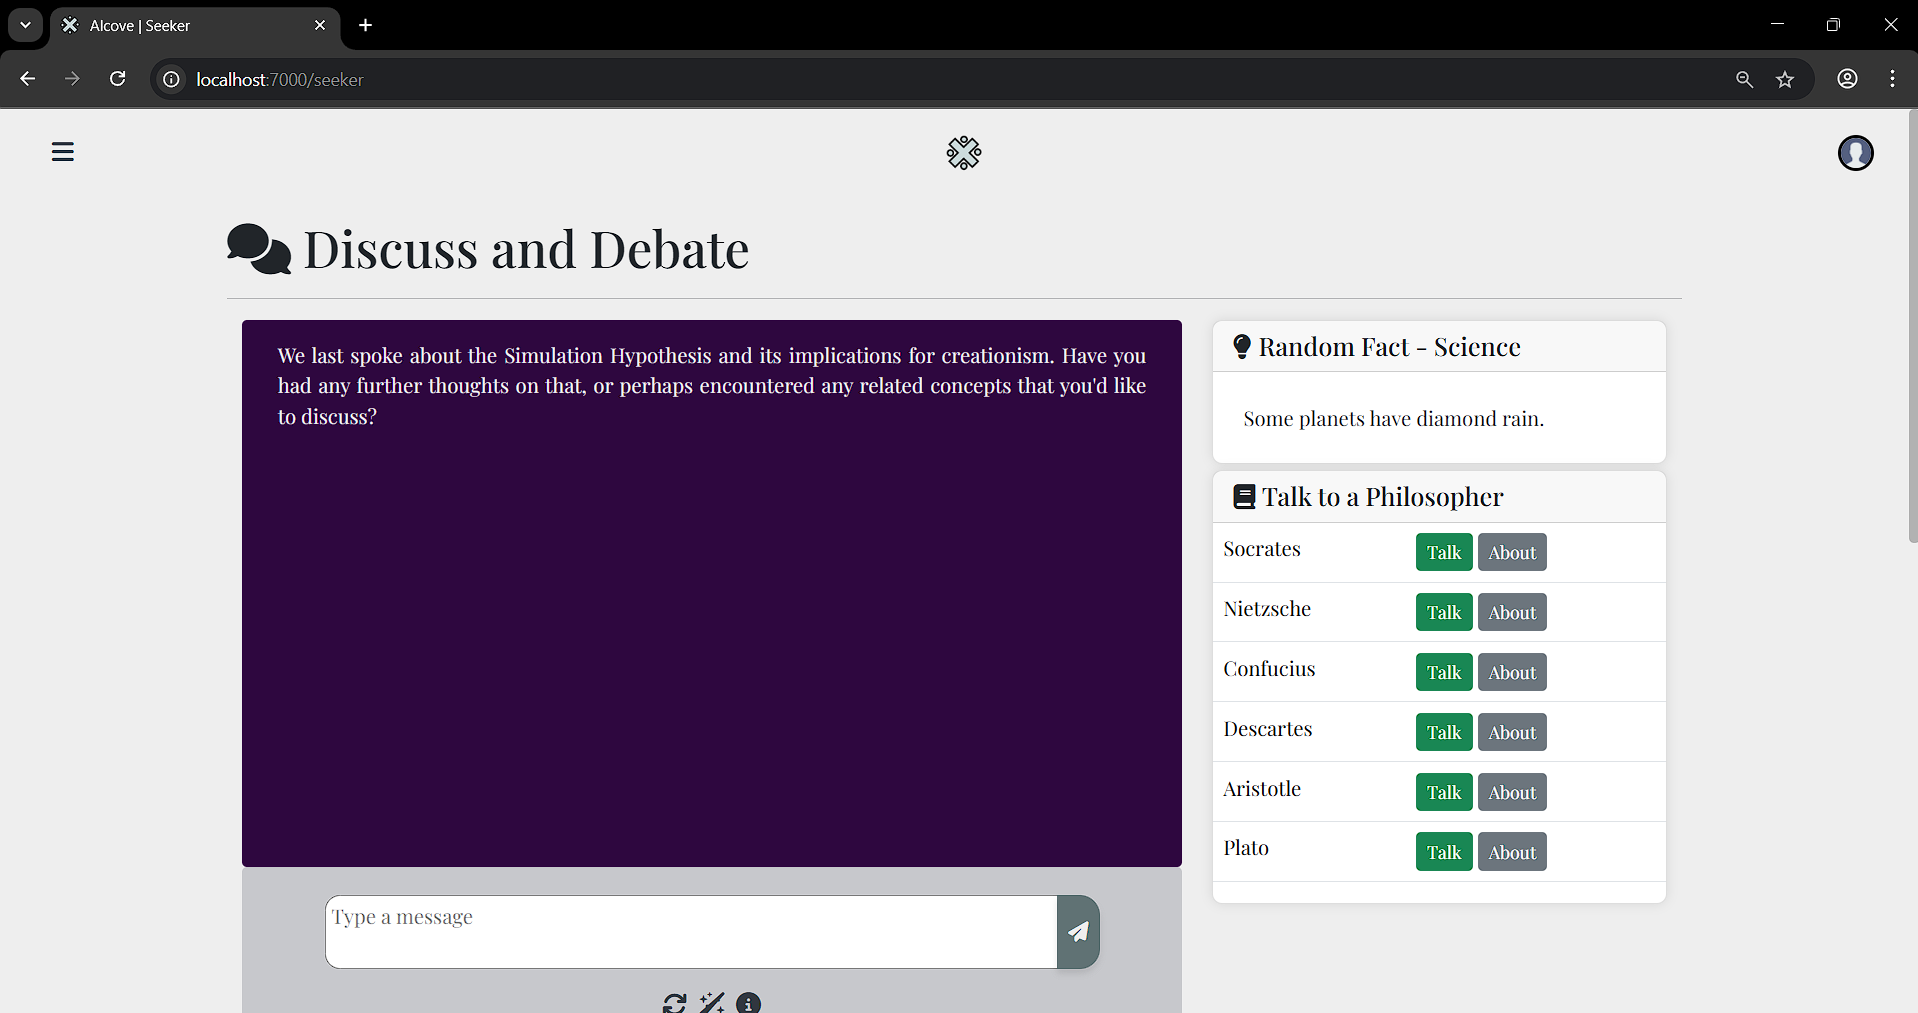 Alcove | Seeker
localhost:7000/seeker
Discuss and Debate
We last spoke about the Simulation Hypothesis and its implications for creationism. Have you
had any further thoughts on that, or perhaps encountered any related concepts that you'd like
to discuss?
Type a message
Random Fact - Science
Some planets have diamond rain.
Talk to a Philosopher
Socrates Talk About
Nietzsche Talk About
Confucius Talk About
Descartes Talk About
Aristotle Talk About
Plato Talk About